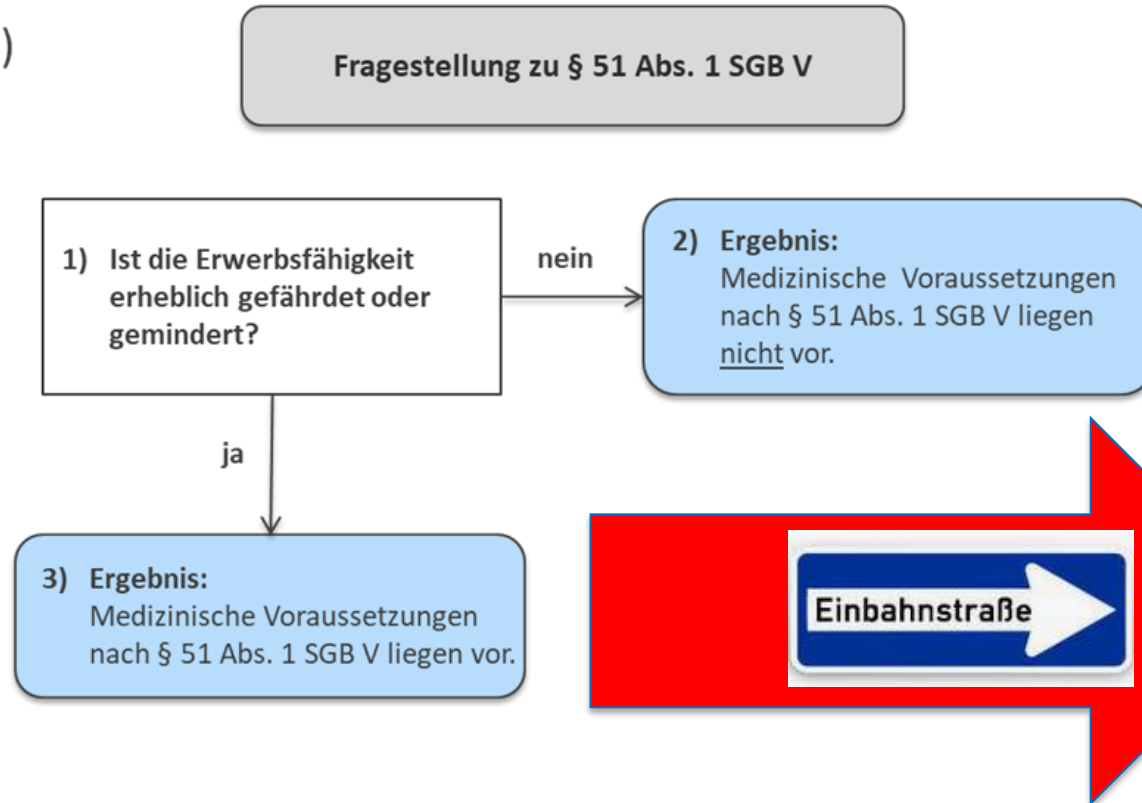 )
Fragestellung zu § 51 Abs. 1 SGB V
1) Ist die Erwerbsfähigkeit
erheblich gefährdet oder
gemindert?
nein
2) Ergebnis:
Medizinische Voraussetzungen
nach § 51 Abs. 1 SGB V liegen
nicht vor.
ja
3) Ergebnis:
Medizinische Voraussetzungen
nach § 51 Abs. 1 SGB V liegen vor.
Einbahnstraße